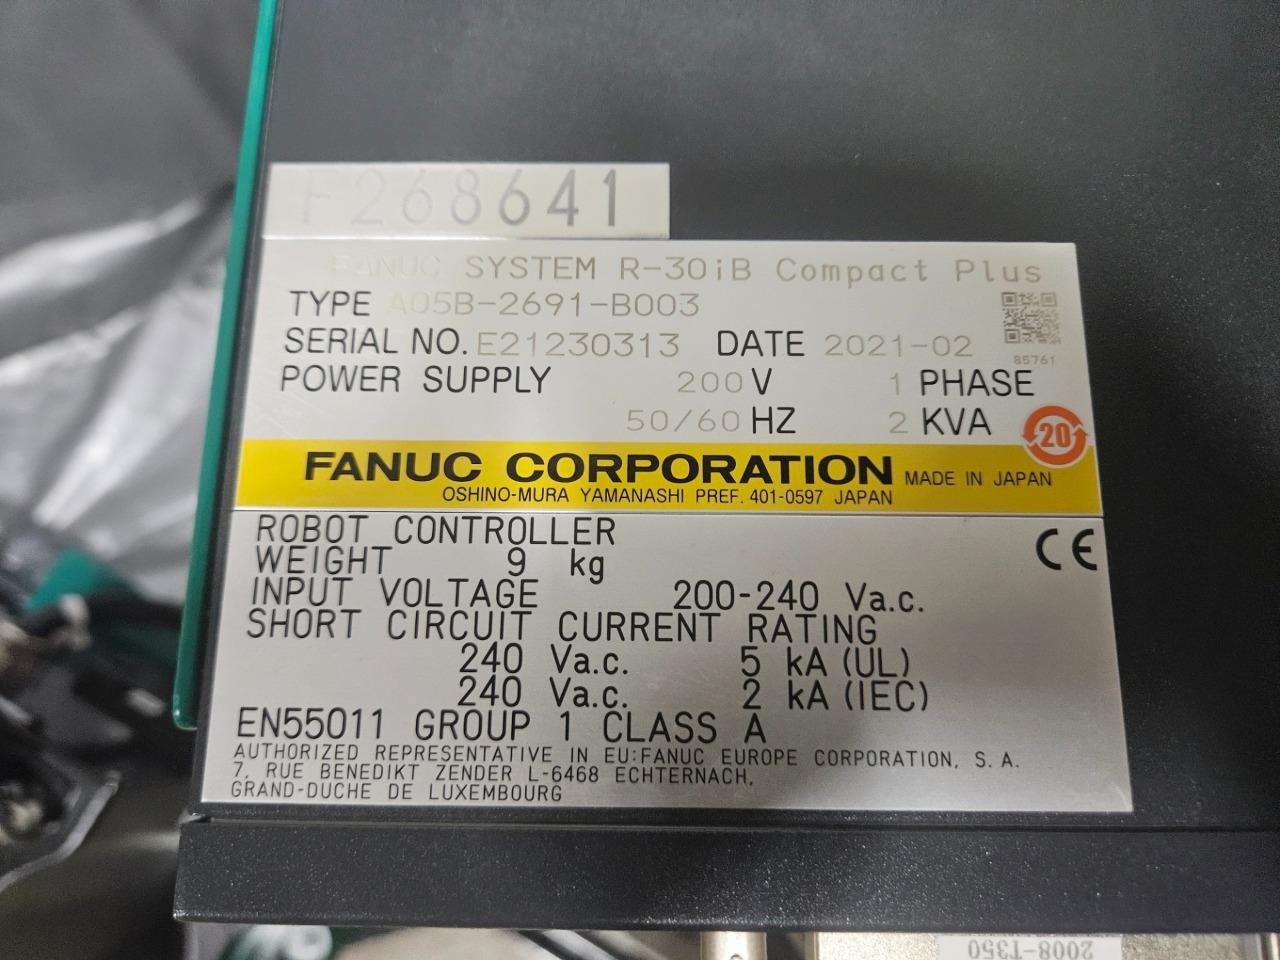 F268641
FANUC SYSTEM R-30iB Compact Plus
TYPE A05B-2691-B003
SERIAL NO. E21230313 DATE 2021-02
85761
POWER SUPPLY 200 V 1 PHASE
50/60 HZ 2 KVA
20
FANUC CORPORATION MADE IN JAPAN
OSHINO-MURA YAMANASHI PREF. 401-0597 JAPAN
ROBOT CONTROLLER
CE
WEIGHT 9 kg
INPUT VOLTAGE 200-240 Va.c.
SHORT CIRCUIT CURRENT RATING
240 Va.c. 5 kA (UL)
240 Va.c. 2 kA (IEC)
EN55011 GROUP 1 CLASS A
AUTHORIZED REPRESENTATIVE IN EU:FANUC EUROPE CORPORATION, S. A.
7, RUE BENEDIKT ZENDER L-6468 ECHTERNACH,
GRAND-DUCHE DE LUXEMBOURG
2008-T350